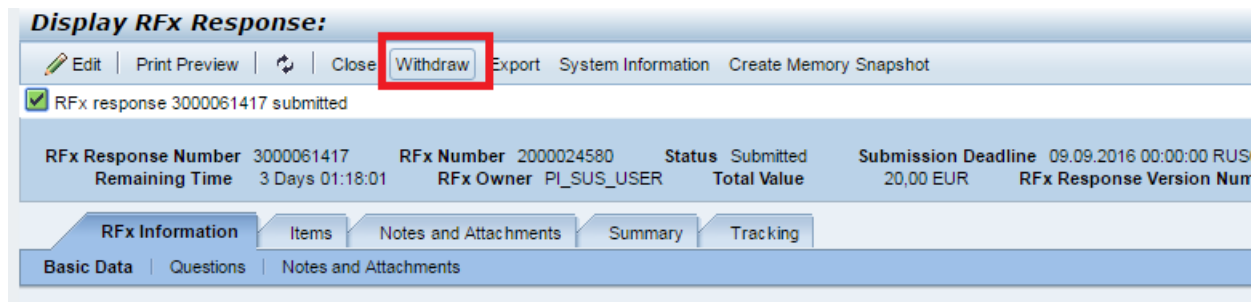 Display RFx Response:
Edit Print Preview Close Withdraw Export System Information Create Memory Snapshot
RFx response 3000061417 submitted
RFx Response Number 3000061417 RFx Number 2000024580 Status Submitted Submission Deadline 09.09.2016 00:00:00
Remaining Time 3 Days 01:18:01 RFx Owner PI_SUS_USER Total Value 20,00 EUR RFx Response Version
RFx Information Items Notes and Attachments Summary Tracking
Basic Data Questions Notes and Attachments